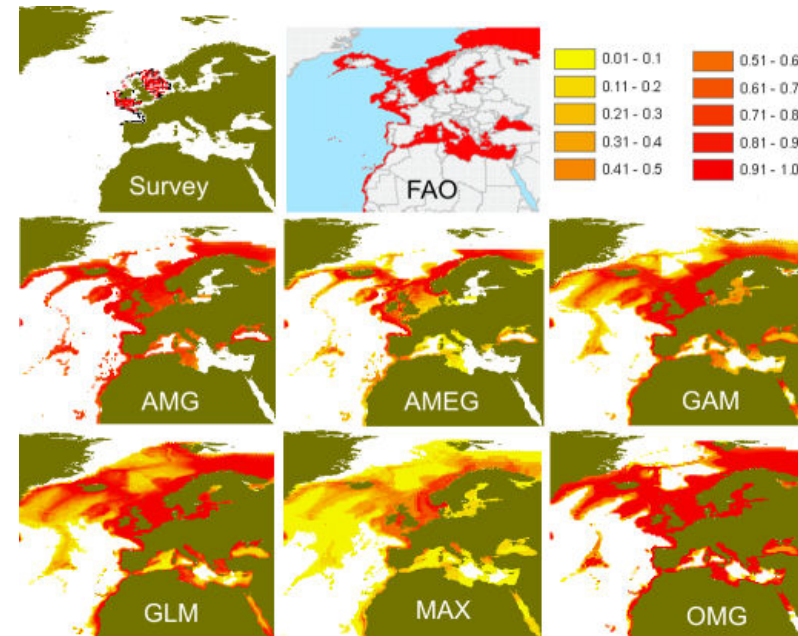 Survey
FAO
0.01 - 0.1
0.11 - 0.2
0.21 - 0.3
0.31 - 0.4
0.41 - 0.5
0.51 - 0.6
0.61 - 0.7
0.71 - 0.8
0.81 - 0.9
0.91 - 1.0
AMG
AMEG
GAM
GLM
MAX
OMG